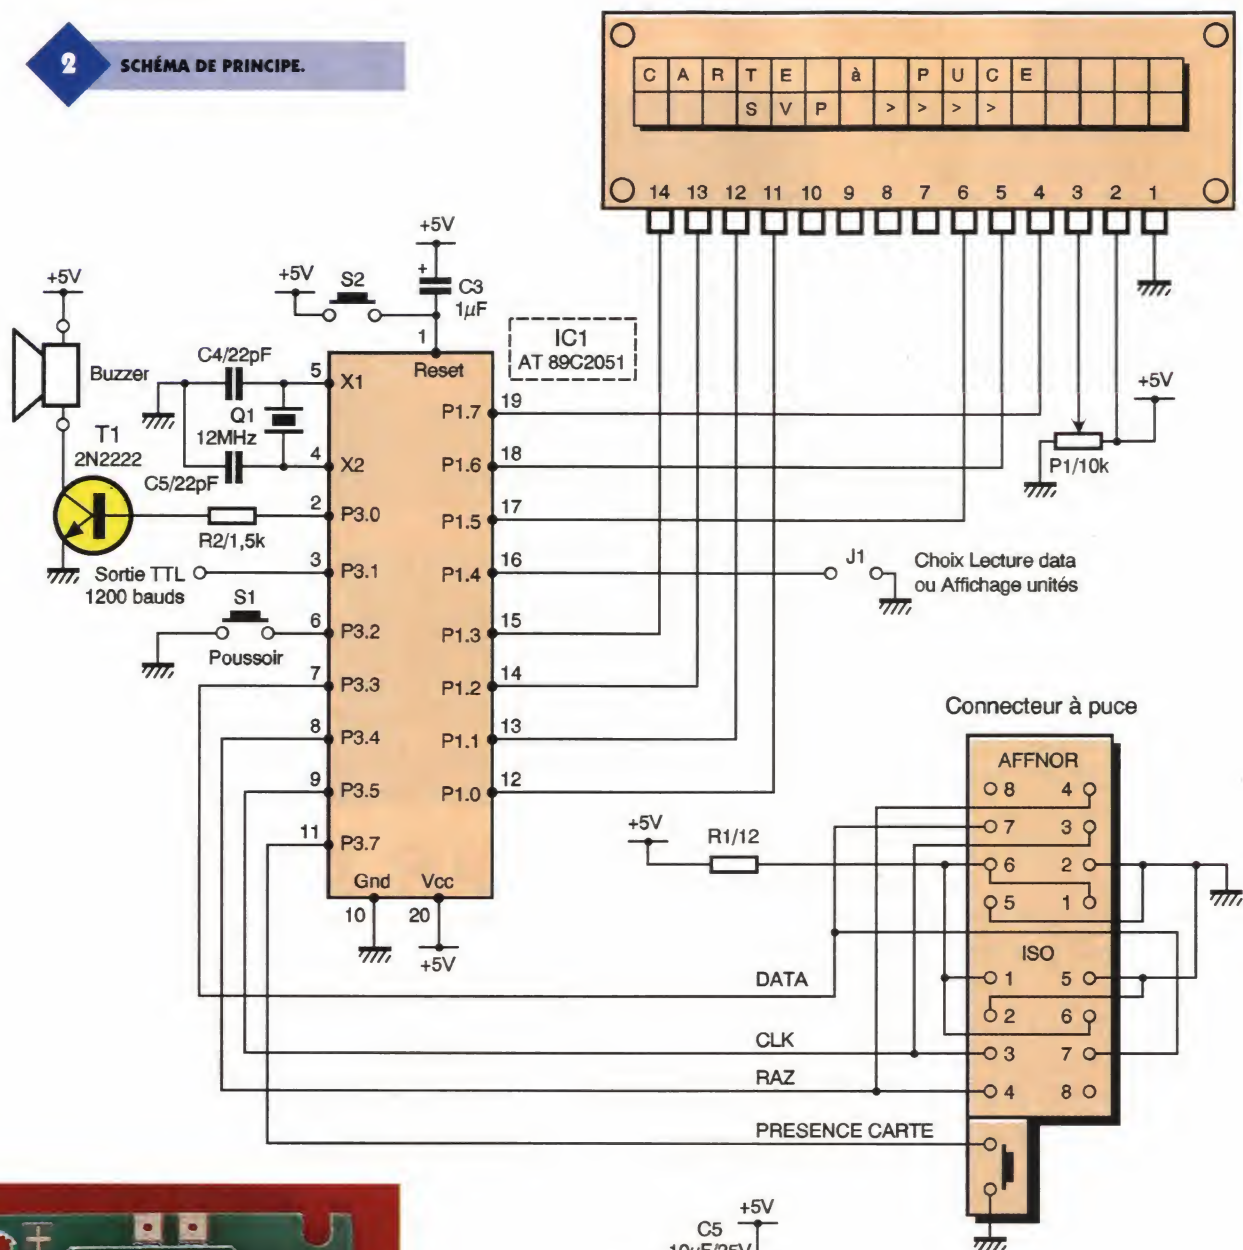 2 SCHÉMA DE PRINCIPE.
C A R T E à P U C E
S V P > > > >
14 13 12 11 10 9 8 7 6 5 4 3 2 1
+5V
Buzzer
T1
2N2222
+5V
S2
+5V
+
C3
1µF
C4/22pF
Q1
12MHz
C5/22pF
R2/1,5k
Sortie TTL
1200 bauds
S1
Poussoir
IC1
AT 89C2051
1
Reset
5 X1
4 X2
2 P3.0
3 P3.1
6 P3.2
7 P3.3
8 P3.4
9 P3.5
11 P3.7
P1.7 19
P1.6 18
P1.5 17
P1.4 16
P1.3 15
P1.2 14
P1.1 13
P1.0 12
Gnd Vcc
10 20
+5V
+5V
P1/10k
J1
Choix Lecture data
ou Affichage unités
Connecteur à puce
AFFNOR
8 4
7 3
6 2
5 1
ISO
1 5
2 6
3 7
4 8
+5V
R1/12
DATA
CLK
RAZ
PRESENCE CARTE
+5V
C5
10µF/25V